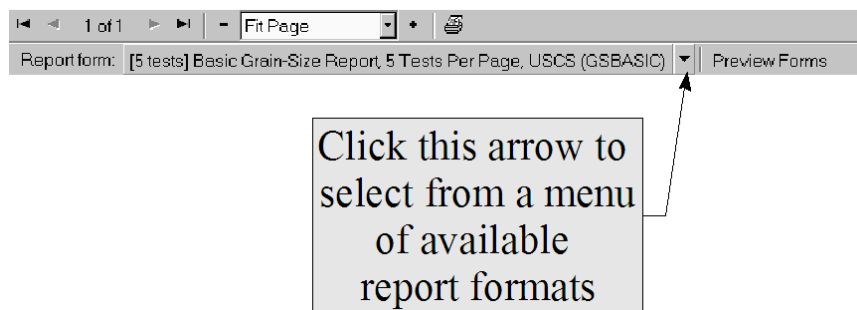 1 of 1 - Fit Page +
Report form: [5 tests] Basic Grain-Size Report, 5 Tests Per Page, USCS (GSBASIC) Preview Forms
Click this arrow to
select from a menu
of available
report formats